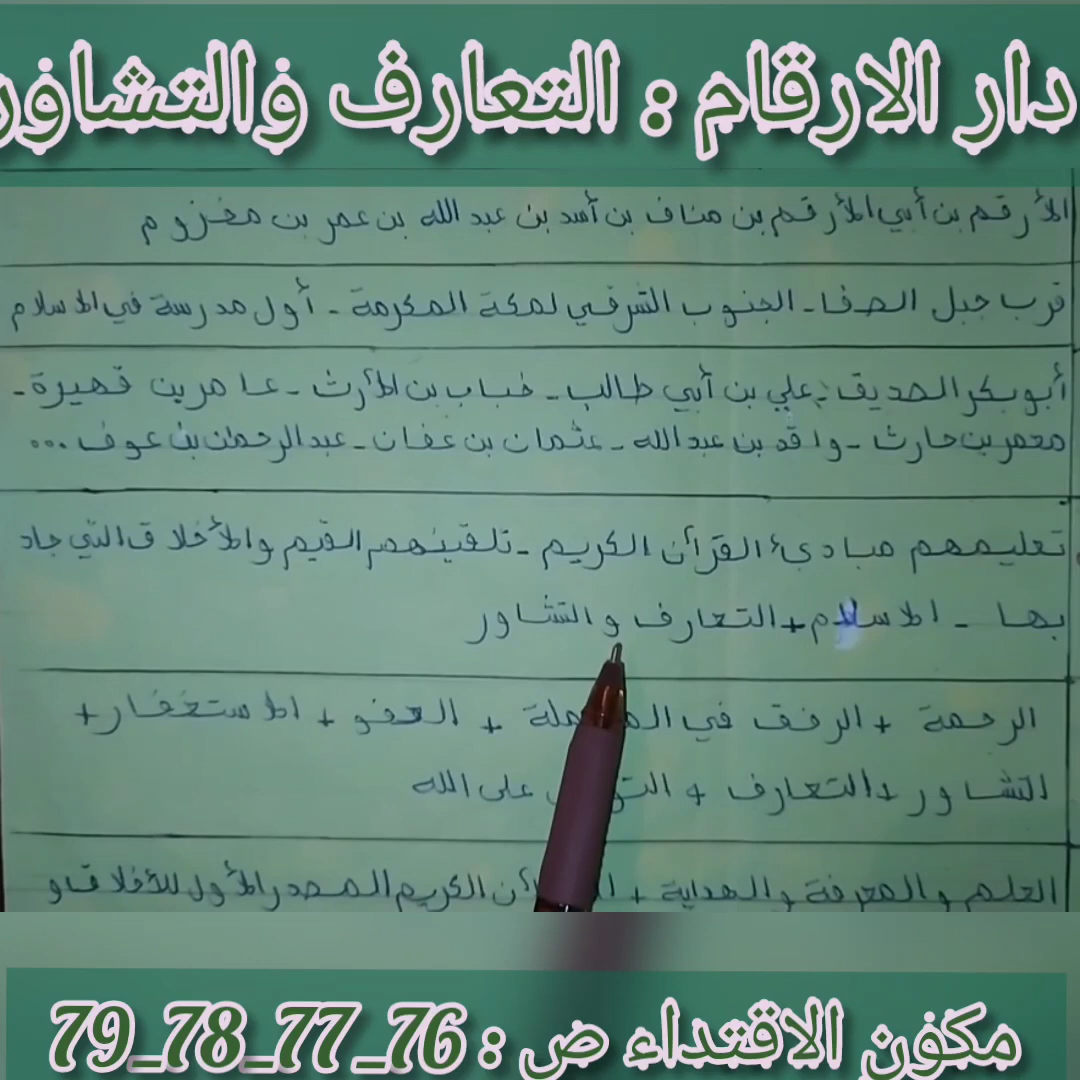 دار الارقام : التعارف والتشاور
الأرقم بن أبي الأرقم بن مناف بن أسد بن عبد الله بن عمر بن مخزوم
قرب جبل الصفا - الجنوب الشرقي لمكة المكرمة - أول مدرسة في الاسلام
أبو بكر الصديق - علي بن أبي طالب - خباب بن الأرث - عامر بن قهيرة -
معمر بن حارث - واقد بن عبد الله - عثمان بن عفان - عبد الرحمان بن عوف ...
تعليمهم مبادئ القرآن الكريم - تلقينهم القيم والأخلاق التي جاد
بها - الاسلام + التعارف والتشاور
الرحمة + الرفق في + العفو + الاستغفار +
التشاور + التعارف + على الله
العلم والمعرفة والهداية + الكريم المصدر الأول للأخلاق و
مكون الاقتداء ص : 76_77_78_79